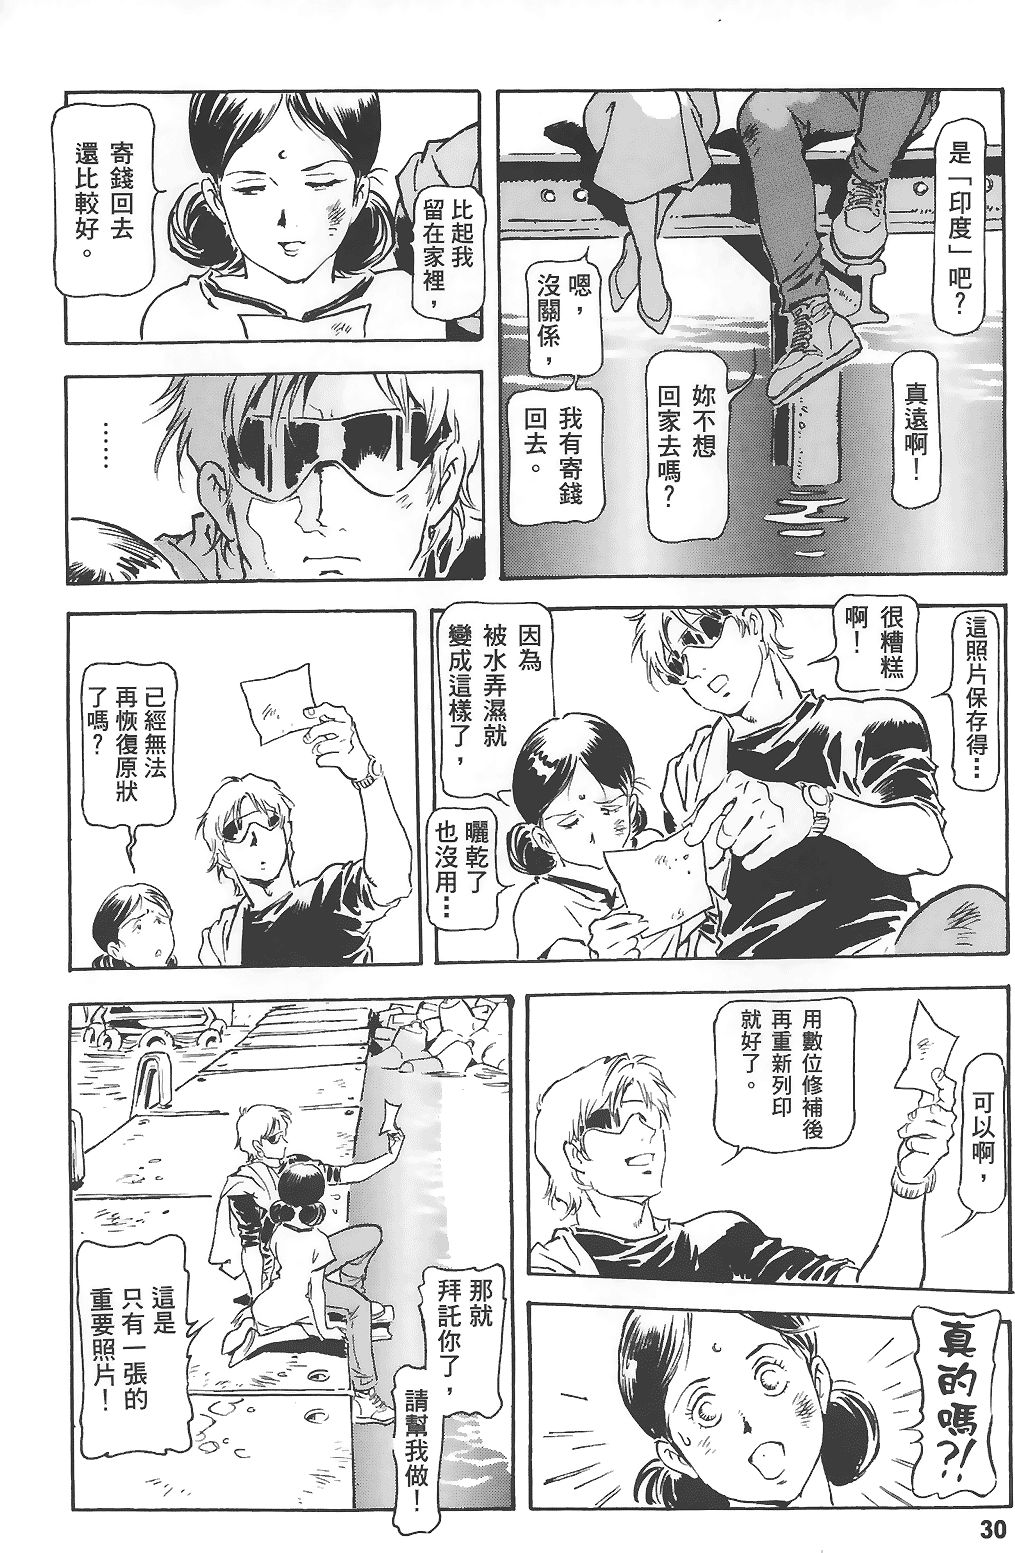 是「印度」吧？
真遠啊！
妳不想
回家去嗎？
嗯，
沒關係，
我有寄錢
回去。
比起我
留在家裡，
寄錢回去
還比較好。
……
這照片保存得…
很糟糕
啊！
因為
被水弄濕就
變成這樣了，
曬乾了
也沒用…
已經無法
再恢復原狀
了嗎？
可以啊，
用數位修補後
再重新列印
就好了。
真的嗎?!
那就
拜託你了，
請幫我做！
這是
只有一張的
重要照片！
30